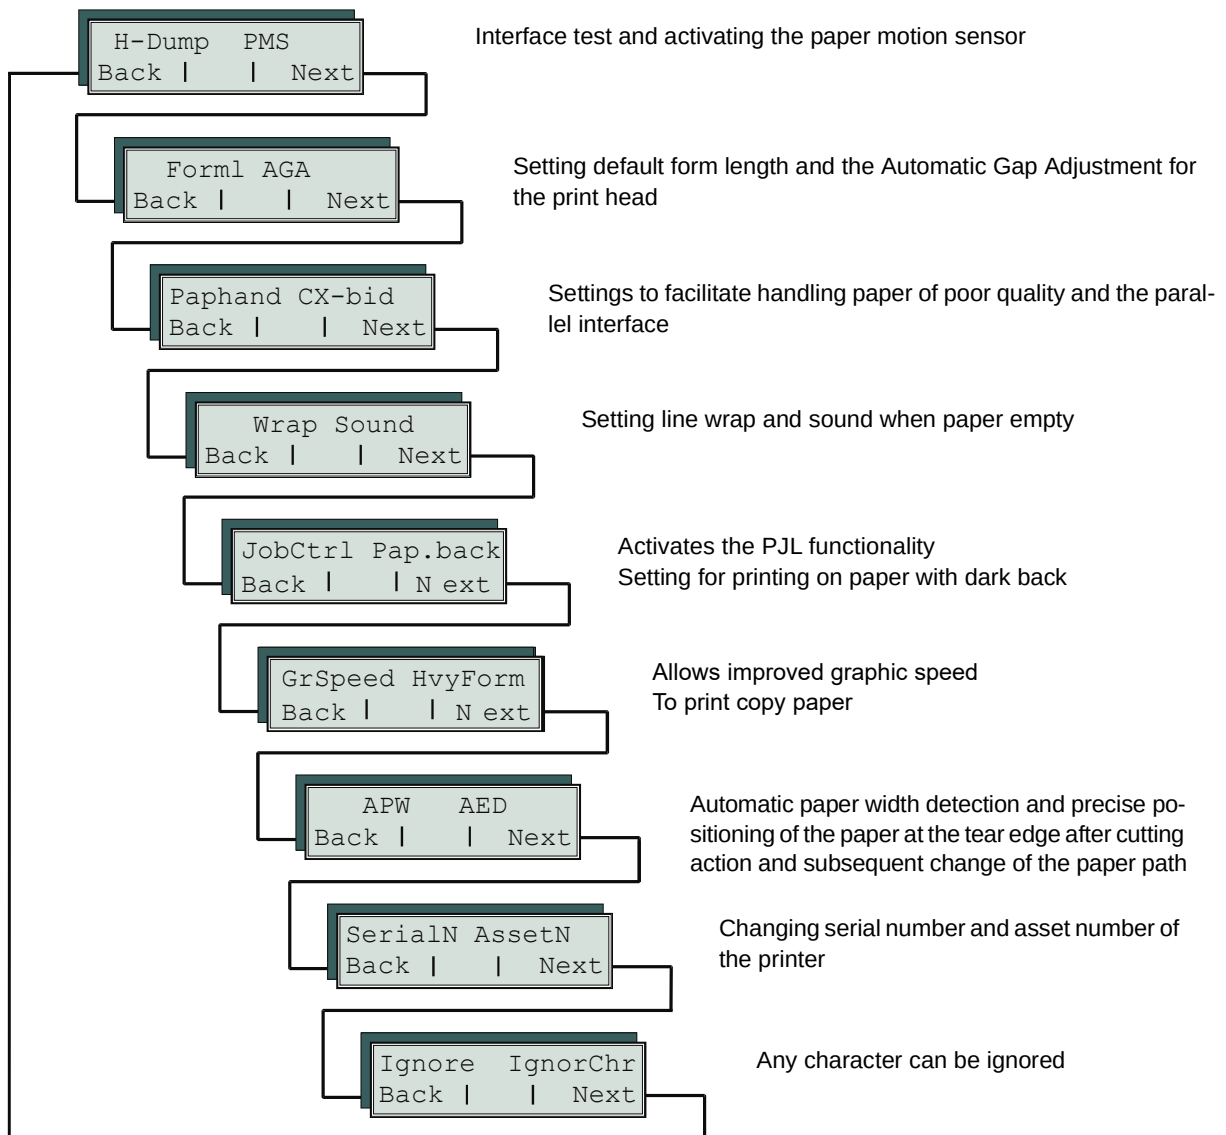 H-Dump PMS
Back | | Next
Interface test and activating the paper motion sensor
Forml AGA
Back | | Next
Setting default form length and the Automatic Gap Adjustment for
the print head
Paphand CX-bid
Back | | Next
Settings to facilitate handling paper of poor quality and the paral-
lel interface
Wrap Sound
Back | | Next
Setting line wrap and sound when paper empty
JobCtrl Pap.back
Back | | N ext
Activates the PJL functionality
Setting for printing on paper with dark back
GrSpeed HvyForm
Back | | N ext
Allows improved graphic speed
To print copy paper
APW AED
Back | | Next
Automatic paper width detection and precise po-
sitioning of the paper at the tear edge after cutting
action and subsequent change of the paper path
SerialN AssetN
Back | | Next
Changing serial number and asset number of
the printer
Ignore IgnorChr
Back | | Next
Any character can be ignored